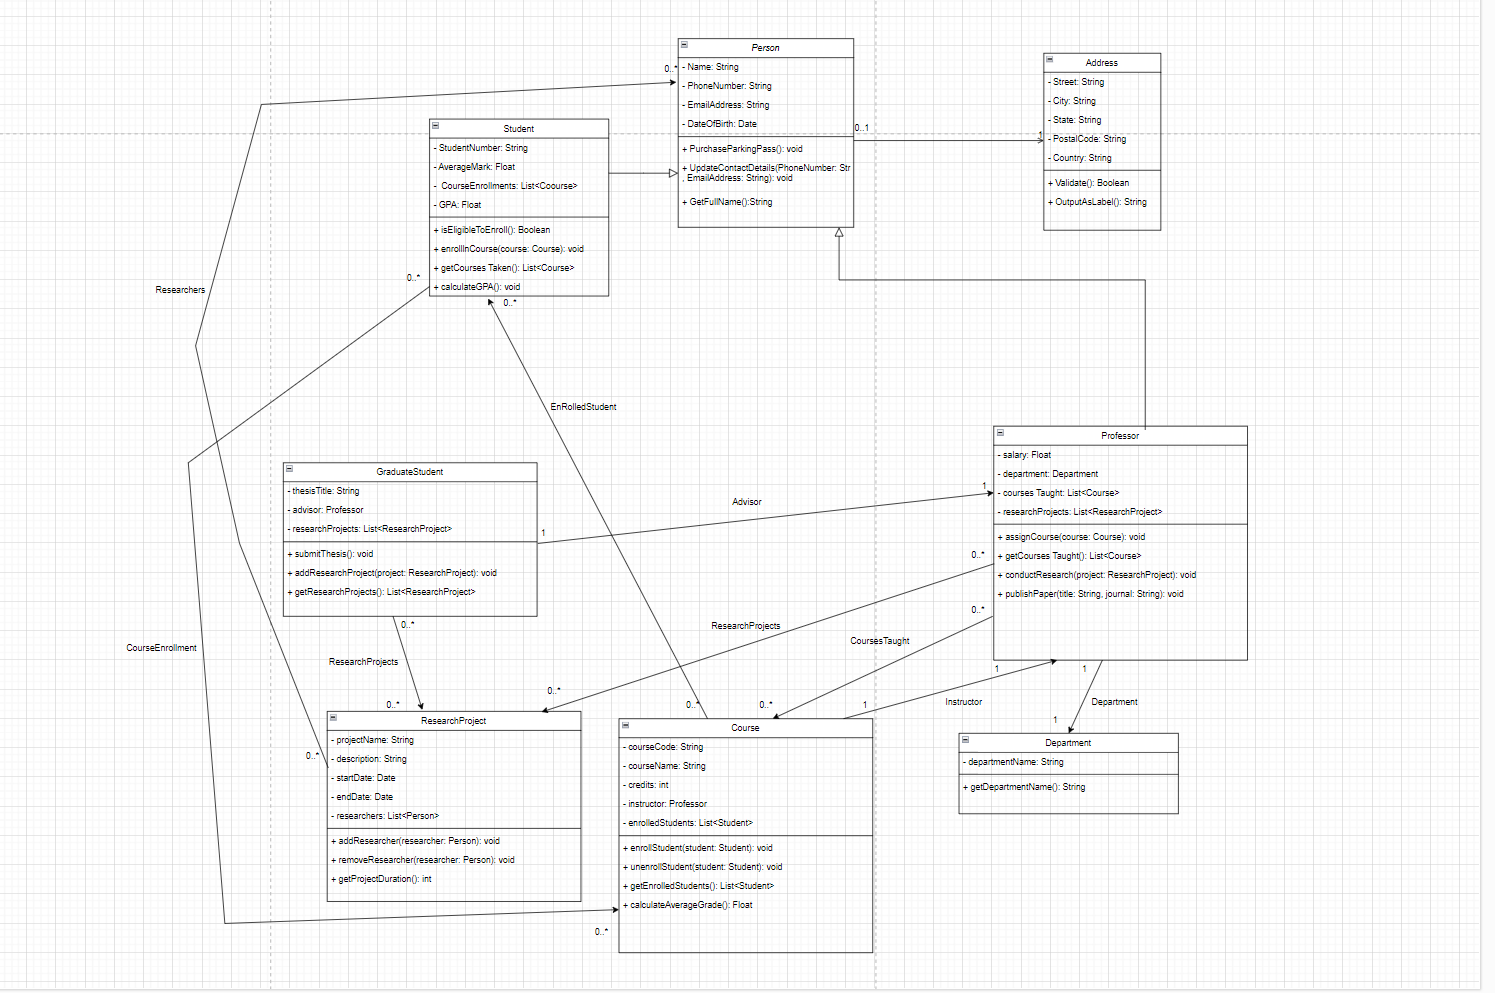 Person
- Name: String
- PhoneNumber: String
- EmailAddress: String
- DateOfBirth: Date
+ PurchaseParkingPass(): void
+ UpdateContactDetails(PhoneNumber: Str
, EmailAddress: String): void
+ GetFullName():String
Address
- Street: String
- City: String
- State: String
- PostalCode: String
- Country: String
+ Validate(): Boolean
+ OutputAsLabel(): String
0..*
0..1
1
Student
- StudentNumber: String
- AverageMark: Float
- CourseEnrollments: List<Coourse>
- GPA: Float
+ isEligibleToEnroll(): Boolean
+ enrollInCourse(course: Course): void
+ getCourses Taken(): List<Course>
+ calculateGPA(): void
0..*
0..*
Researchers
EnRolledStudent
GraduateStudent
- thesisTitle: String
- advisor: Professor
- researchProjects: List<ResearchProject>
+ submitThesis(): void
+ addResearchProject(project: ResearchProject): void
+ getResearchProjects(): List<ResearchProject>
1
Advisor
1
Professor
- salary: Float
- department: Department
- courses Taught: List<Course>
- researchProjects: List<ResearchProject>
+ assignCourse(course: Course): void
+ getCourses Taught(): List<Course>
+ conductResearch(project: ResearchProject): void
+ publishPaper(title: String, journal: String): void
0..*
0..*
0..*
ResearchProjects
CoursesTaught
CourseEnrollment
ResearchProjects
1
1
0..*
0..*
0..*
0..*
1
Instructor
Department
1
0..*
ResearchProject
- projectName: String
- description: String
- startDate: Date
- endDate: Date
- researchers: List<Person>
+ addResearcher(researcher: Person): void
+ removeResearcher(researcher: Person): void
+ getProjectDuration(): int
Course
- courseCode: String
- courseName: String
- credits: int
- instructor: Professor
- enrolledStudents: List<Student>
+ enrollStudent(student: Student): void
+ unenrollStudent(student: Student): void
+ getEnrolledStudents(): List<Student>
+ calculateAverageGrade(): Float
0..*
Department
- departmentName: String
+ getDepartmentName(): String